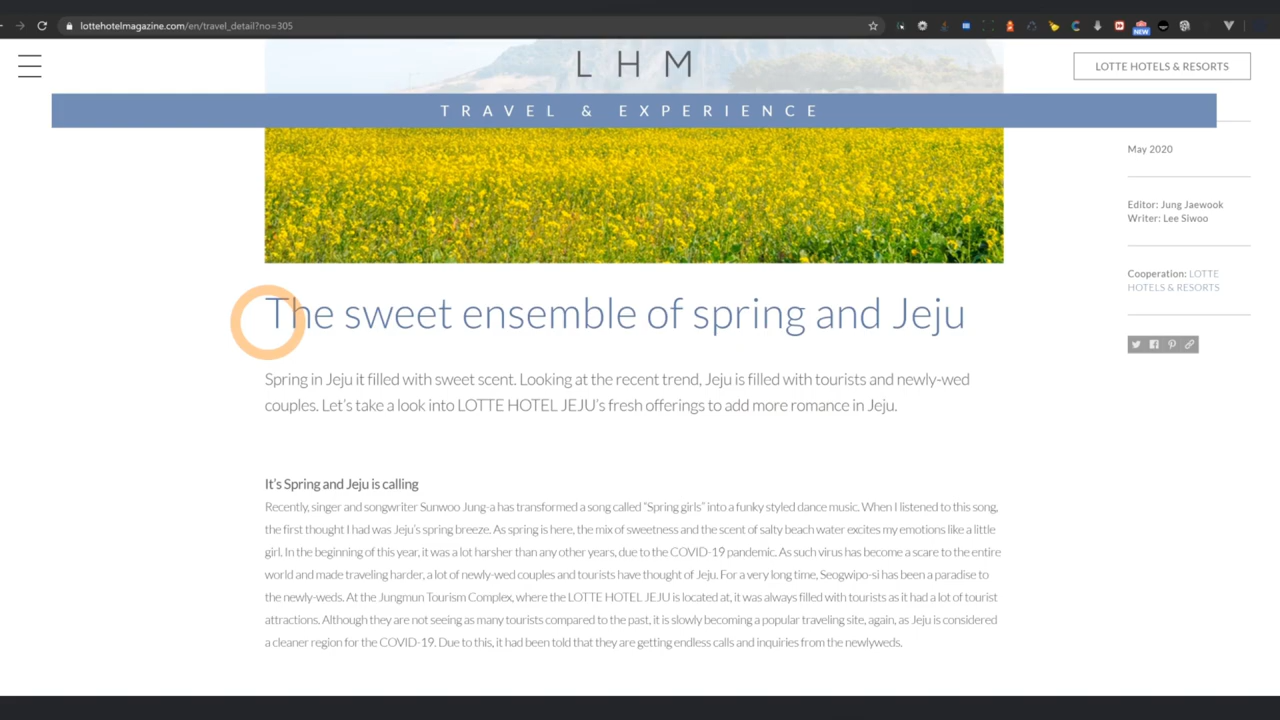 lottehotelmagazine.com/en/travel_detail?no=305
NEW
L H M
LOTTE HOTELS & RESORTS
TRAVEL & EXPERIENCE
May 2020
Editor: Jung Jaewook
Writer: Lee Siwoo
Cooperation: LOTTE
HOTELS & RESORTS
The sweet ensemble of spring and Jeju
Spring in Jeju it filled with sweet scent. Looking at the recent trend, Jeju is filled with tourists and newly-wed
couples. Let's take a look into LOTTE HOTEL JEJU's fresh offerings to add more romance in Jeju.
It's Spring and Jeju is calling
Recently, singer and songwriter Sunwoo Jung-a has transformed a song called “Spring girls” into a funky styled dance music. When I listened to this song,
the first thought I had was Jeju's spring breeze. As spring is here, the mix of sweetness and the scent of salty beach water excites my emotions like a little
girl. In the beginning of this year, it was a lot harsher than any other years, due to the COVID-19 pandemic. As such virus has become a scare to the entire
world and made traveling harder, a lot of newly-wed couples and tourists have thought of Jeju. For a very long time, Seogwipo-si has been a paradise to
the newly-weds. At the Jungmun Tourism Complex, where the LOTTE HOTEL JEJU is located at, it was always filled with tourists as it had a lot of tourist
attractions. Although they are not seeing as many tourists compared to the past, it is slowly becoming a popular traveling site, again, as Jeju is considered
a cleaner region for the COVID-19. Due to this, it had been told that they are getting endless calls and inquiries from the newlyweds.